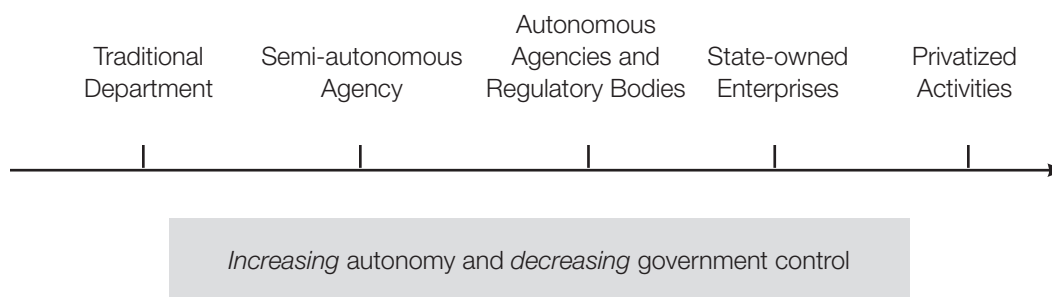 Traditional
Department
Semi-autonomous
Agency
Autonomous
Agencies and
Regulatory Bodies
State-owned
Enterprises
Privatized
Activities
Increasing autonomy and decreasing government control